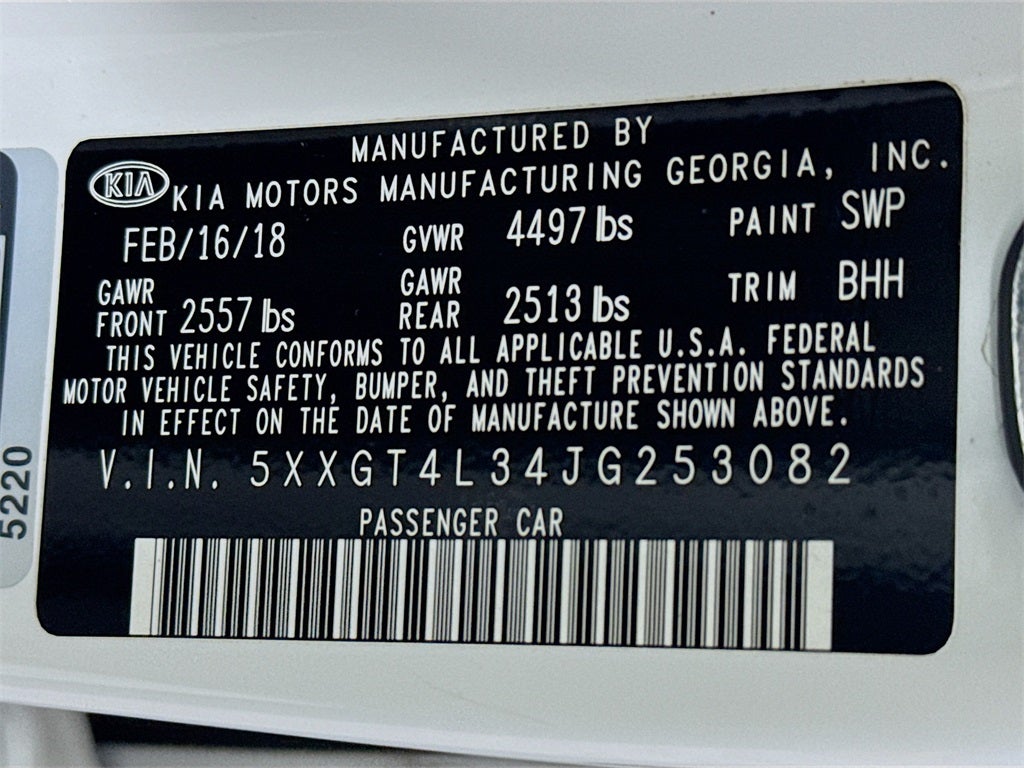 MANUFACTURED BY
KIA KIA MOTORS MANUFACTURING GEORGIA, INC.
FEB/16/18 GVWR 4497 lbs PAINT SWP
GAWR FRONT 2557 lbs GAWR REAR 2513 lbs TRIM BHH
THIS VEHICLE CONFORMS TO ALL APPLICABLE U.S.A. FEDERAL
MOTOR VEHICLE SAFETY, BUMPER, AND THEFT PREVENTION STANDARDS
IN EFFECT ON THE DATE OF MANUFACTURE SHOWN ABOVE.
V.I.N. 5XXGT4L34JG253082
PASSENGER CAR
5220